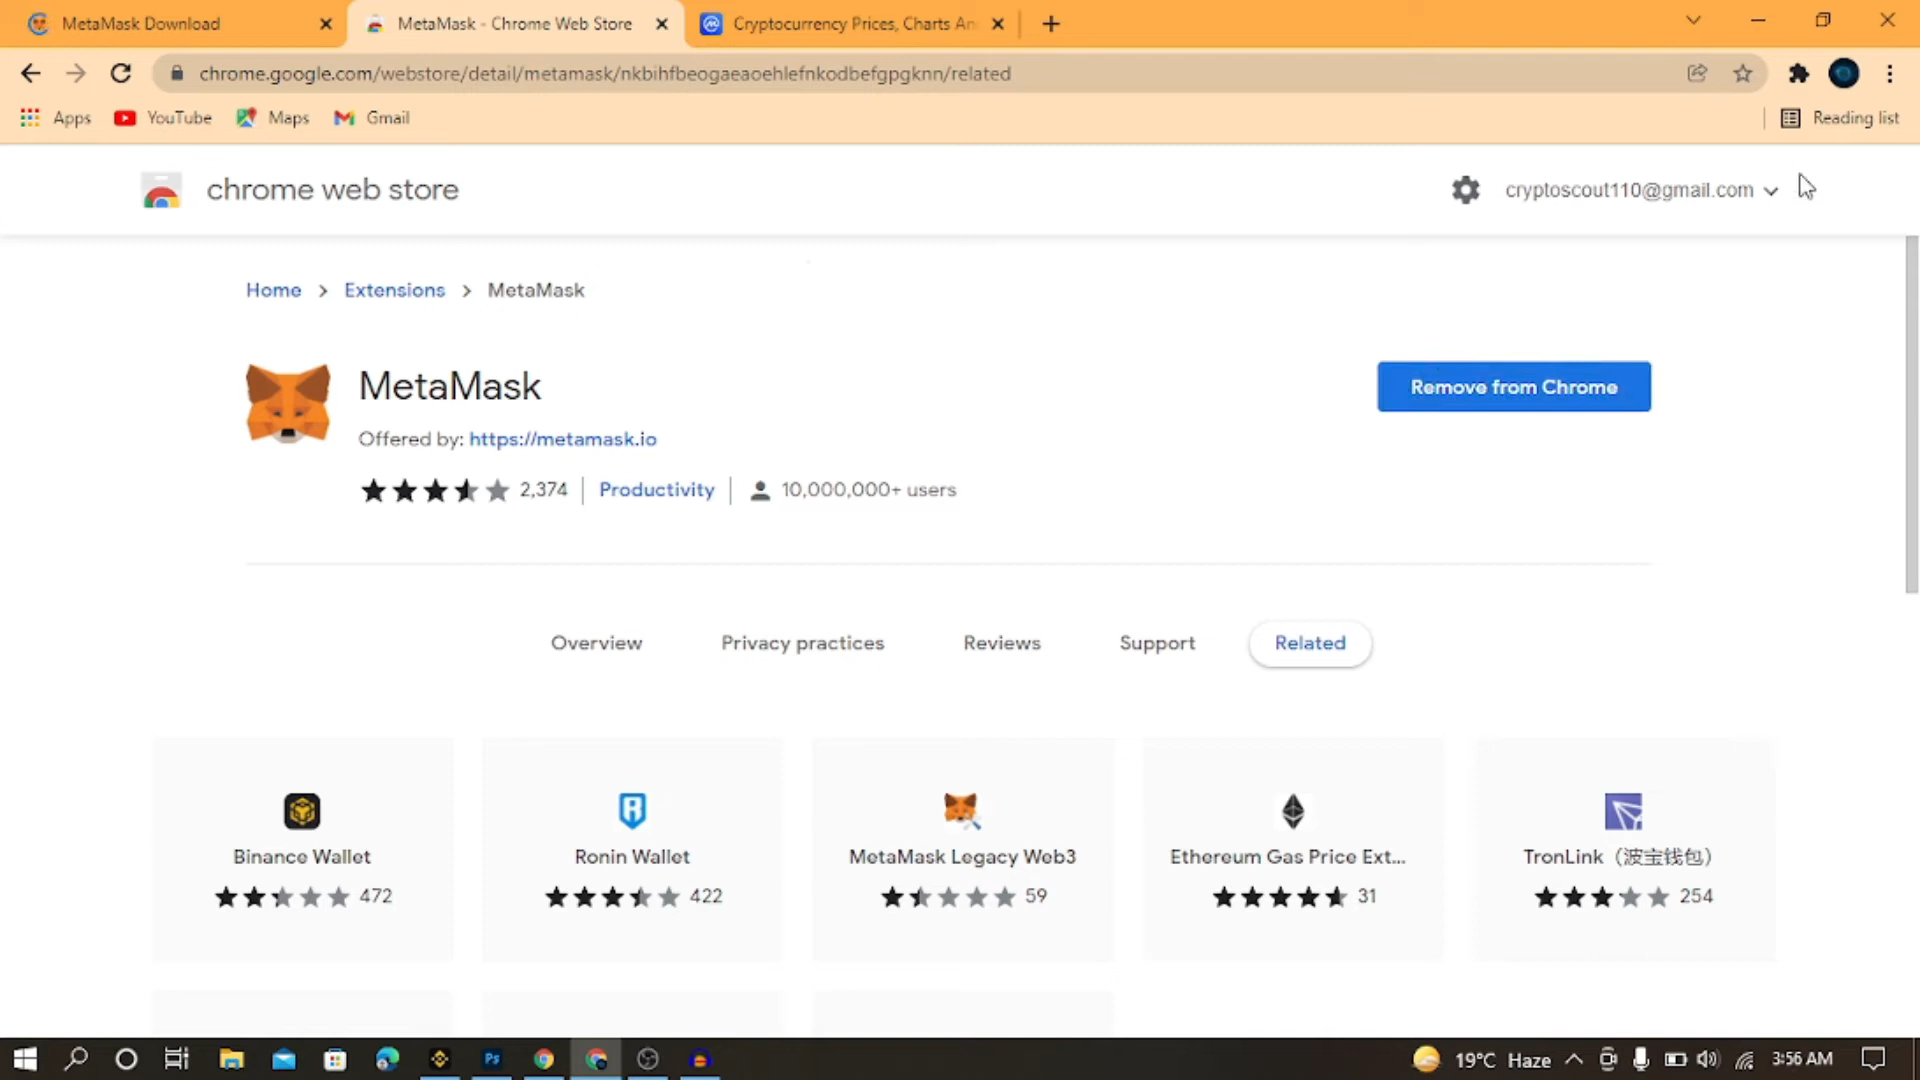 MetaMask Download
MetaMask - Chrome Web Store
Cryptocurrency Prices, Charts An
chrome.google.com/webstore/detail/metamask/nkbihfbeogaeaoehlefnkodbefgpgknn/related
Apps YouTube Maps Gmail Reading list
chrome web store
cryptoscout110@gmail.com
Home > Extensions > MetaMask
MetaMask
Remove from Chrome
Offered by: https://metamask.io
2,374 | Productivity | 10,000,000+ users
Overview Privacy practices Reviews Support Related
Binance Wallet Ronin Wallet MetaMask Legacy Web3 Ethereum Gas Price Ext... TronLink（波宝钱包）
472 422 59 31 254
Ps 19°C Haze 3:56 AM